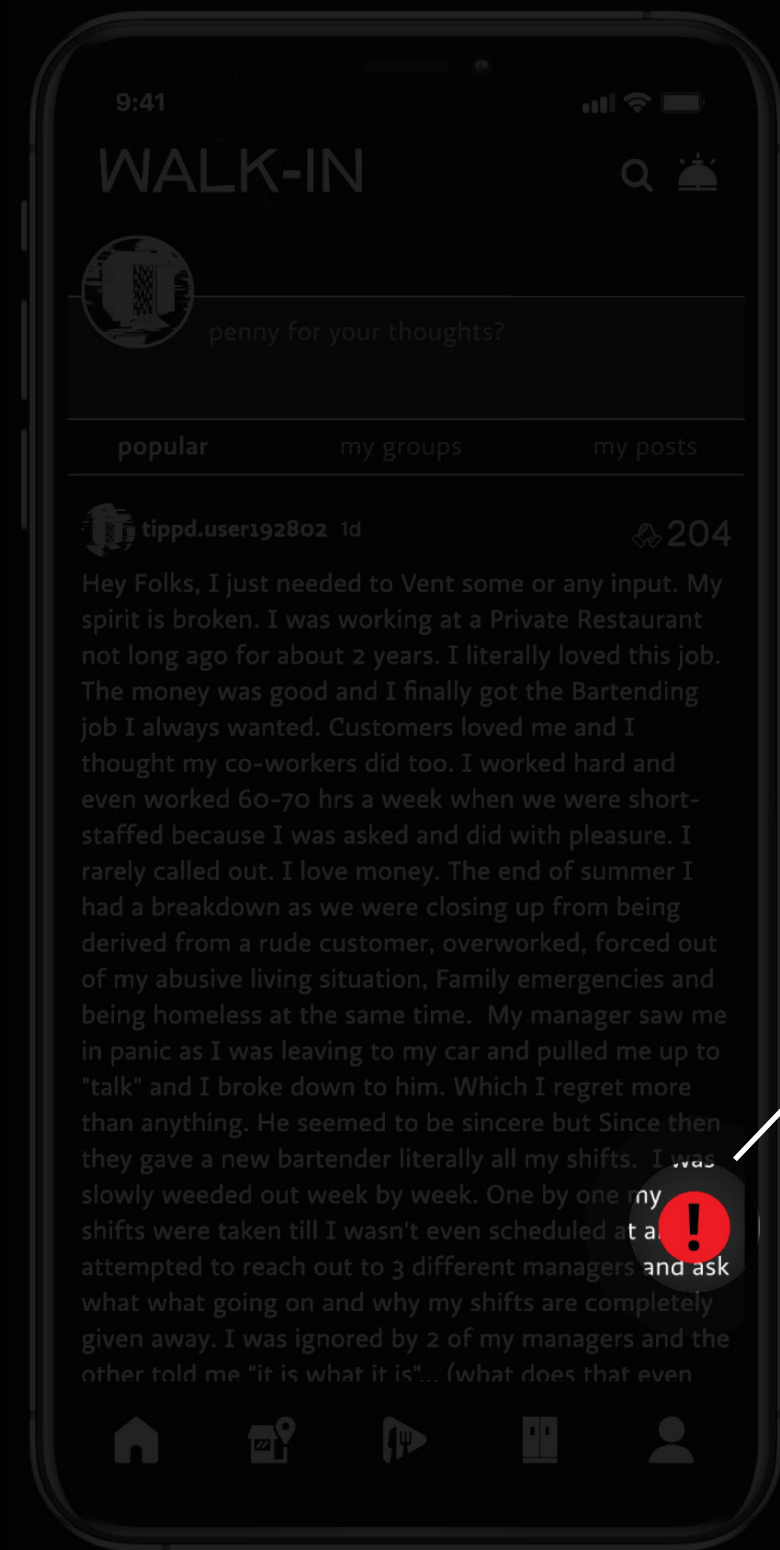 9:41
WALK-IN
penny for your thoughts?
popular my groups my posts
tippd.user192802 1d 204
Hey Folks, I just needed to Vent some or any input. My
spirit is broken. I was working at a Private Restaurant
not long ago for about 2 years. I literally loved this job.
The money was good and I finally got the Bartending
job I always wanted. Customers loved me and I
thought my co-workers did too. I worked hard and
even worked 60-70 hrs a week when we were short-
staffed because I was asked and did with pleasure. I
rarely called out. I love money. The end of summer I
had a breakdown as we were closing up from being
derived from a rude customer, overworked, forced out
of my abusive living situation, Family emergencies and
being homeless at the same time. My manager saw me
in panic as I was leaving to my car and pulled me up to
"talk" and I broke down to him. Which I regret more
than anything. He seemed to be sincere but Since then
they gave a new bartender literally all my shifts. I was
slowly weeded out week by week. One by one my
shifts were taken till I wasn't even scheduled at
!
attempted to reach out to 3 different managers and ask
what what going on and why my shifts are completely
given away. I was ignored by 2 of my managers and the
other told me "it is what it is"... (what does that even